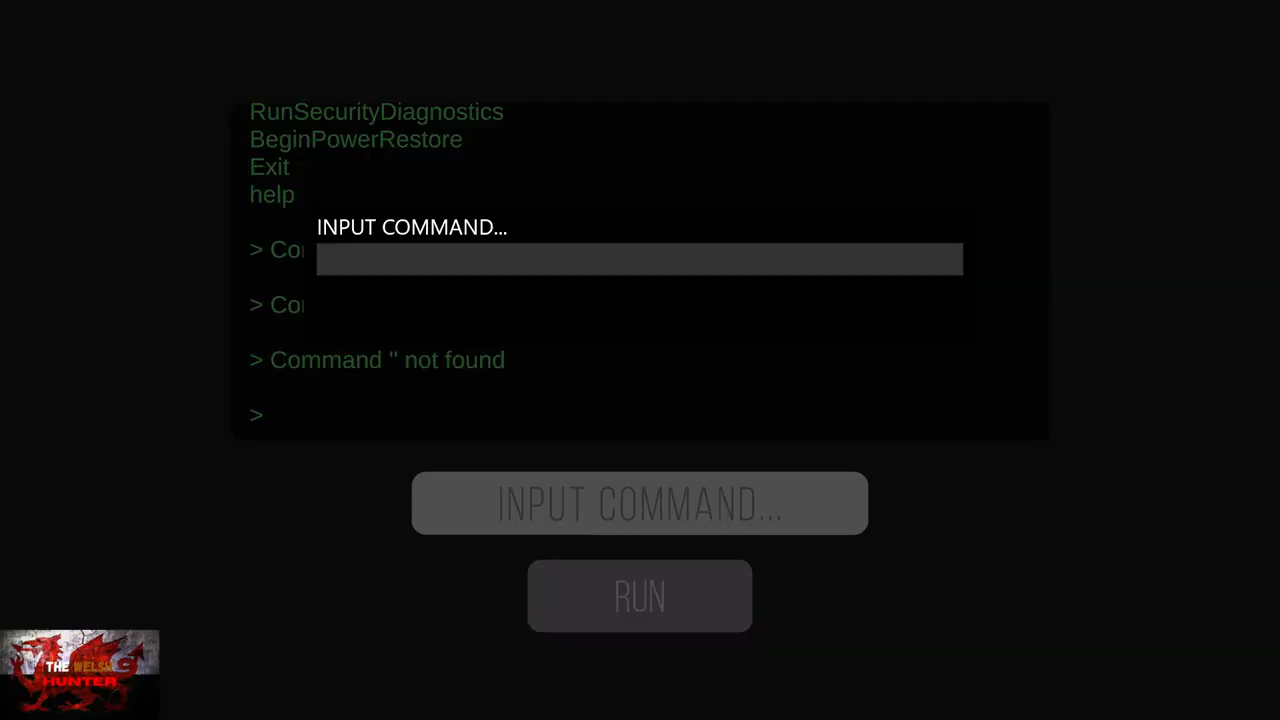 RunSecurityDiagnostics
BeginPowerRestore
Exit
help
INPUT COMMAND...
> Co
> Co
> Command '' not found
>
INPUT COMMAND...
RUN
THE WELSH
HUNTER